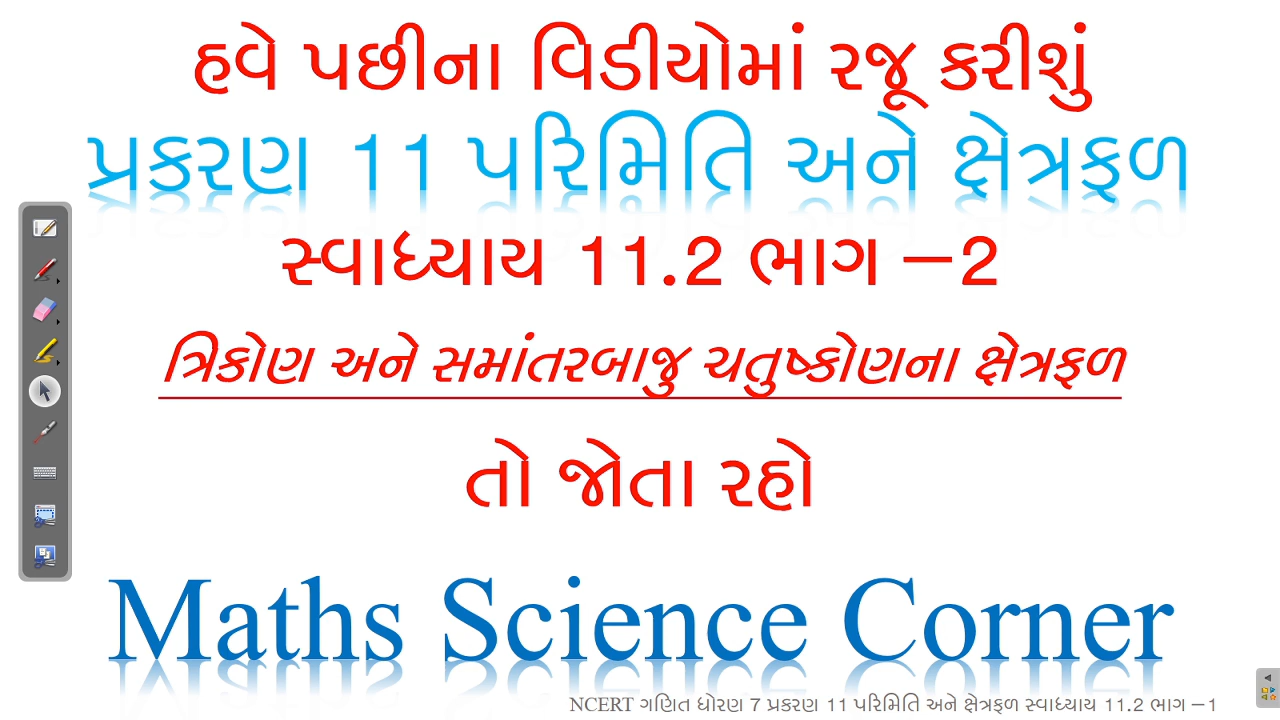 હવે પછીના વિડીયોમાં રજૂ કરીશું
પ્રકરણ 11 પરિમિતિ અને ક્ષેત્રફળ
સ્વાધ્યાય 11.2 ભાગ –2
ત્રિકોણ અને સમાંતરબાજુ ચતુષ્કોણના ક્ષેત્રફળ
તો જોતા રહો
Maths Science Corner
NCERT ગણિત ધોરણ 7 પ્રકરણ 11 પરિમિતિ અને ક્ષેત્રફળ સ્વાધ્યાય 11.2 ભાગ –1